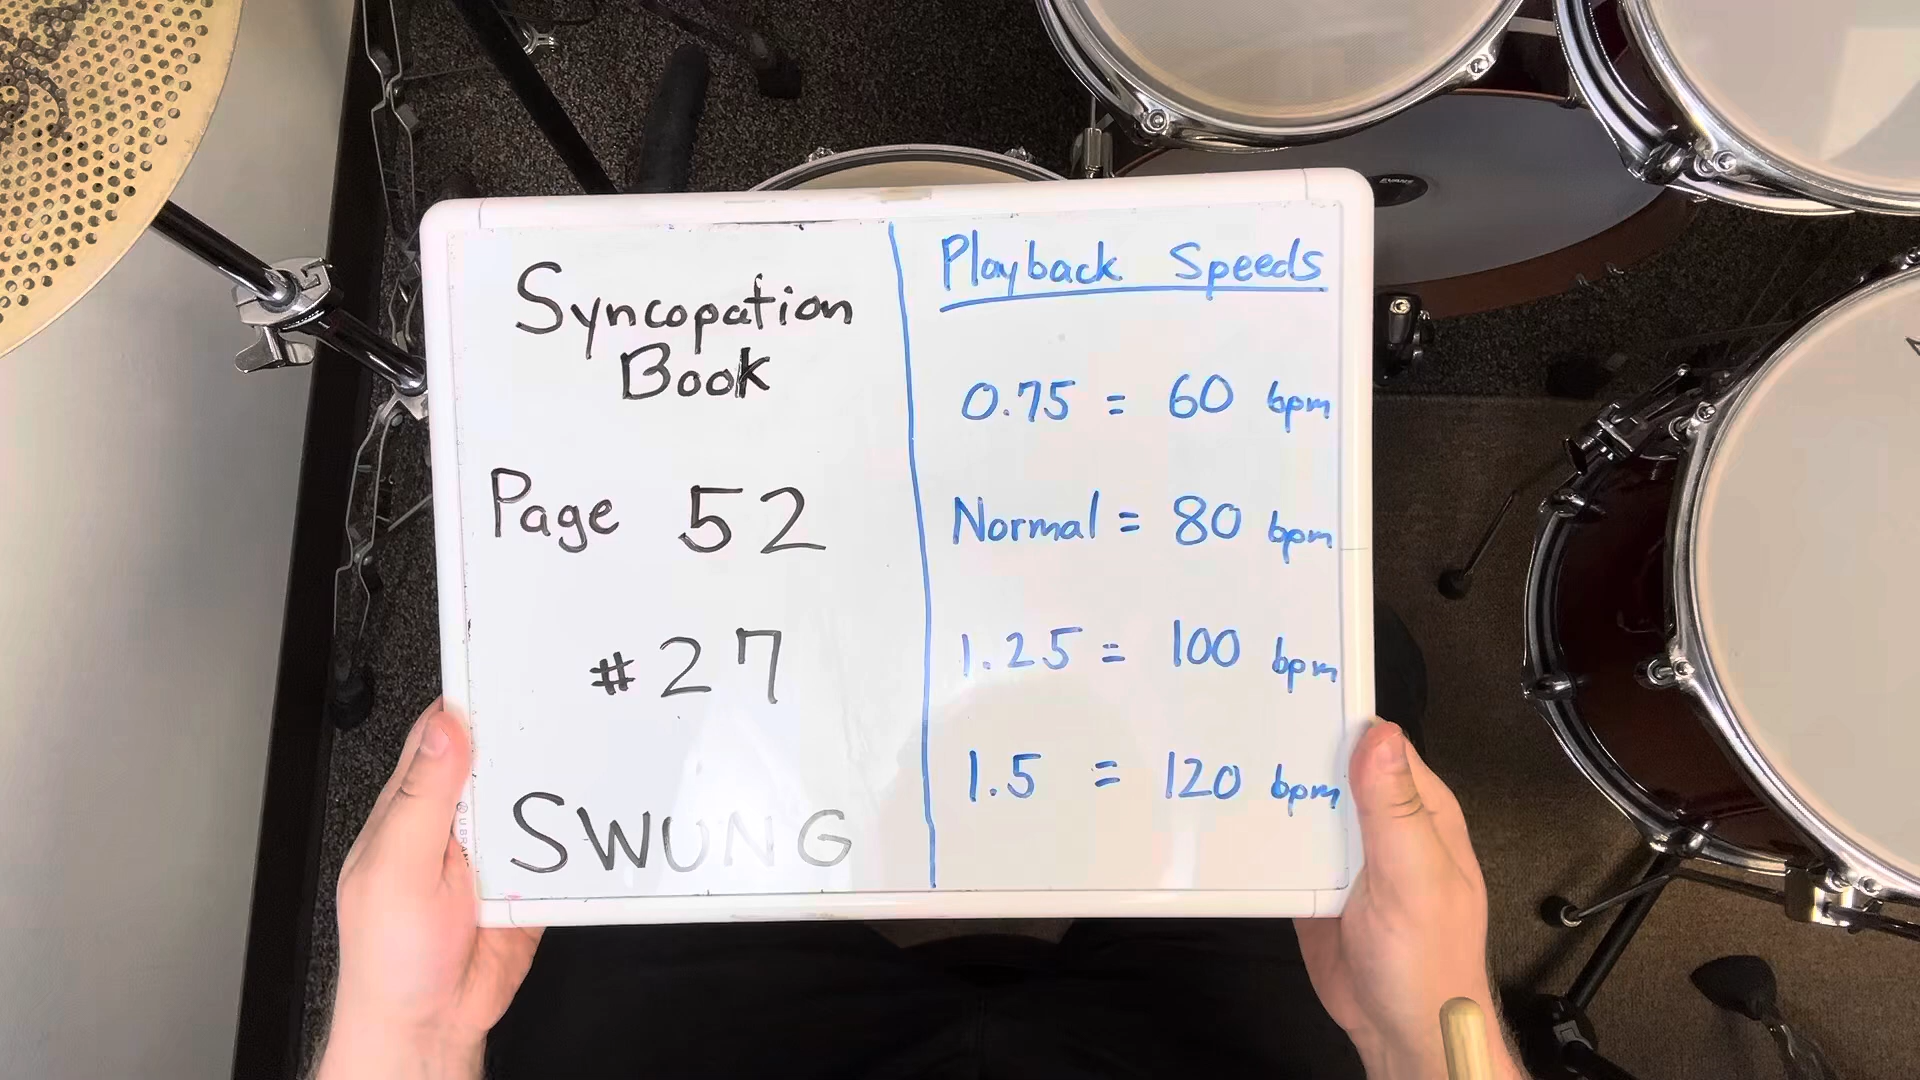 Syncopation
Book
Page 52
#27
SWUNG
Playback Speeds
0.75 = 60 bpm
Normal = 80 bpm
1.25 = 100 bpm
1.5 = 120 bpm
EVANS